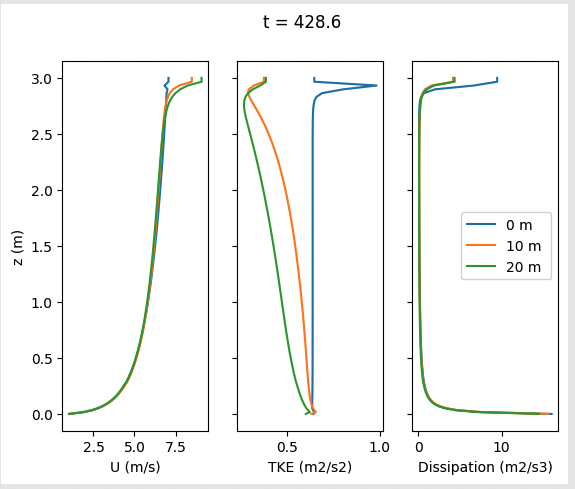 t = 428.6
3.0
2.5
2.0
1.5
1.0
0.5
0.0
z (m)
2.5 5.0 7.5
U (m/s)
0.5 1.0
TKE (m2/s2)
0 m
10 m
20 m
0 10
Dissipation (m2/s3)